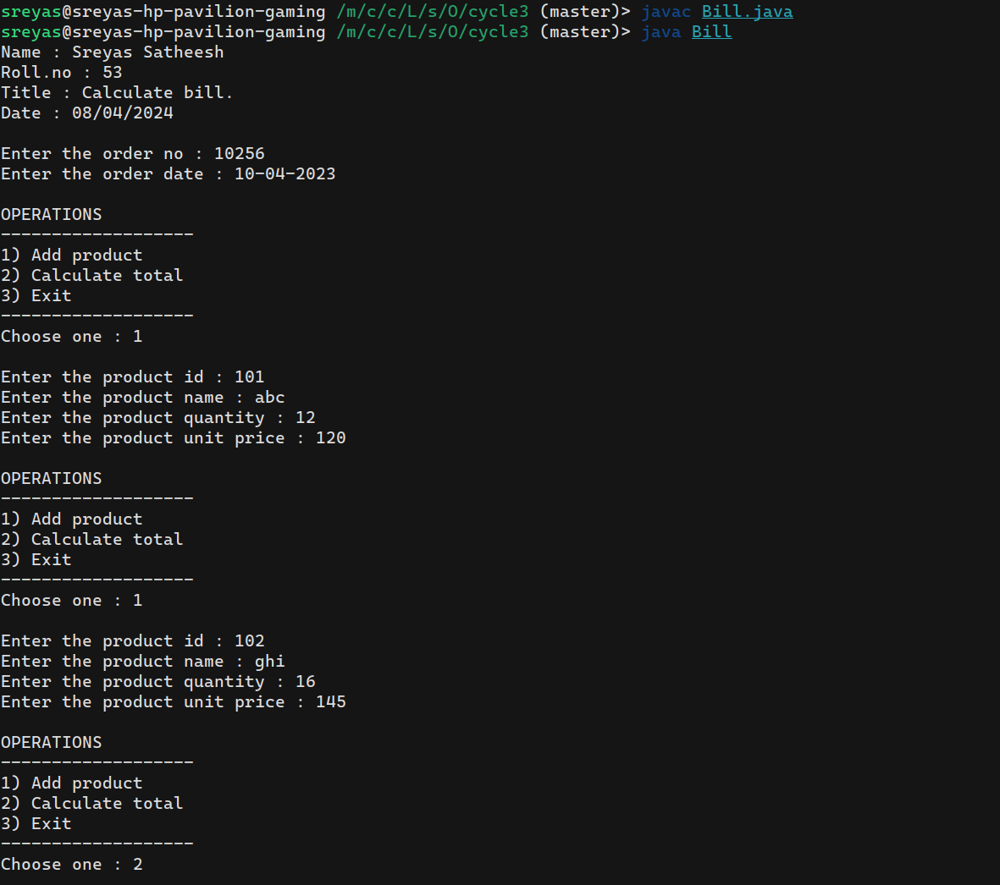 sreyas@sreyas-hp-pavilion-gaming /m/c/c/L/s/O/cycle3 (master)> javac Bill.java
sreyas@sreyas-hp-pavilion-gaming /m/c/c/L/s/O/cycle3 (master)> java Bill
Name : Sreyas Satheesh
Roll.no : 53
Title : Calculate bill.
Date : 08/04/2024
Enter the order no : 10256
Enter the order date : 10-04-2023
OPERATIONS
-------------------
1) Add product
2) Calculate total
3) Exit
-------------------
Choose one : 1
Enter the product id : 101
Enter the product name : abc
Enter the product quantity : 12
Enter the product unit price : 120
OPERATIONS
-------------------
1) Add product
2) Calculate total
3) Exit
-------------------
Choose one : 1
Enter the product id : 102
Enter the product name : ghi
Enter the product quantity : 16
Enter the product unit price : 145
OPERATIONS
-------------------
1) Add product
2) Calculate total
3) Exit
-------------------
Choose one : 2